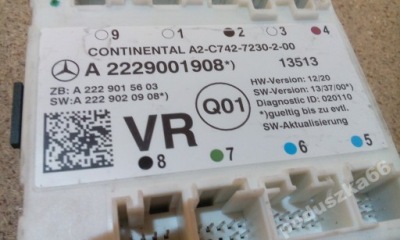 9 1 2 3 4
CONTINENTAL A2-C742-7230-2-00
A 2229001908*) 13513
ZB: A 222 901 56 03
SW: A 222 902 09 08*)
HW-Version: 12/20
SW-Version: 13/37/00*)
Diagnostic ID: 020110
*)gueltig bis zu evtl.
SW-Aktualisierung
VR
Q01
8 7 6 5
aduszka66